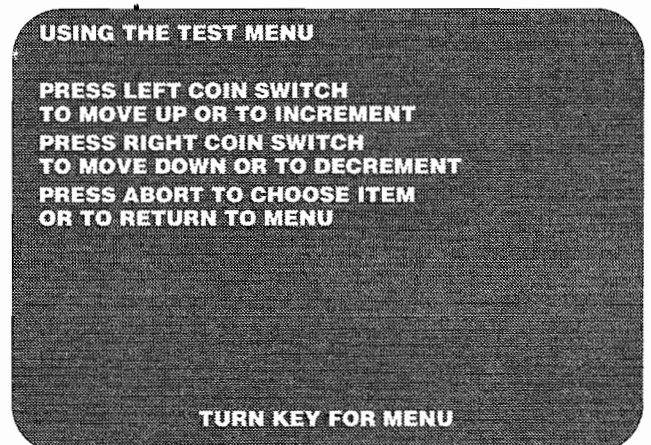 USING THE TEST MENU
PRESS LEFT COIN SWITCH
TO MOVE UP OR TO INCREMENT
PRESS RIGHT COIN SWITCH
TO MOVE DOWN OR TO DECREMENT
PRESS ABORT TO CHOOSE ITEM
OR TO RETURN TO MENU
TURN KEY FOR MENU